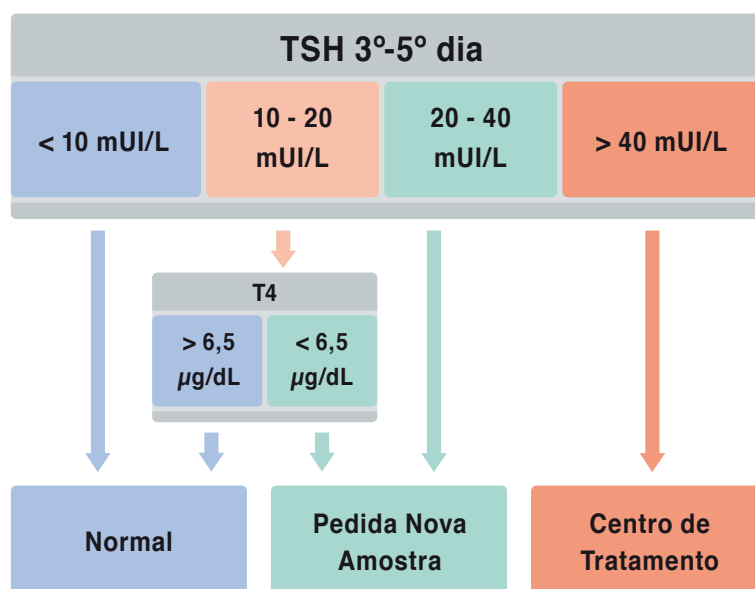 TSH 3º-5º dia
< 10 mUI/L
10 - 20
mUI/L
20 - 40
mUI/L
> 40 mUI/L
T4
> 6,5
µg/dL
< 6,5
µg/dL
Normal
Pedida Nova
Amostra
Centro de
Tratamento